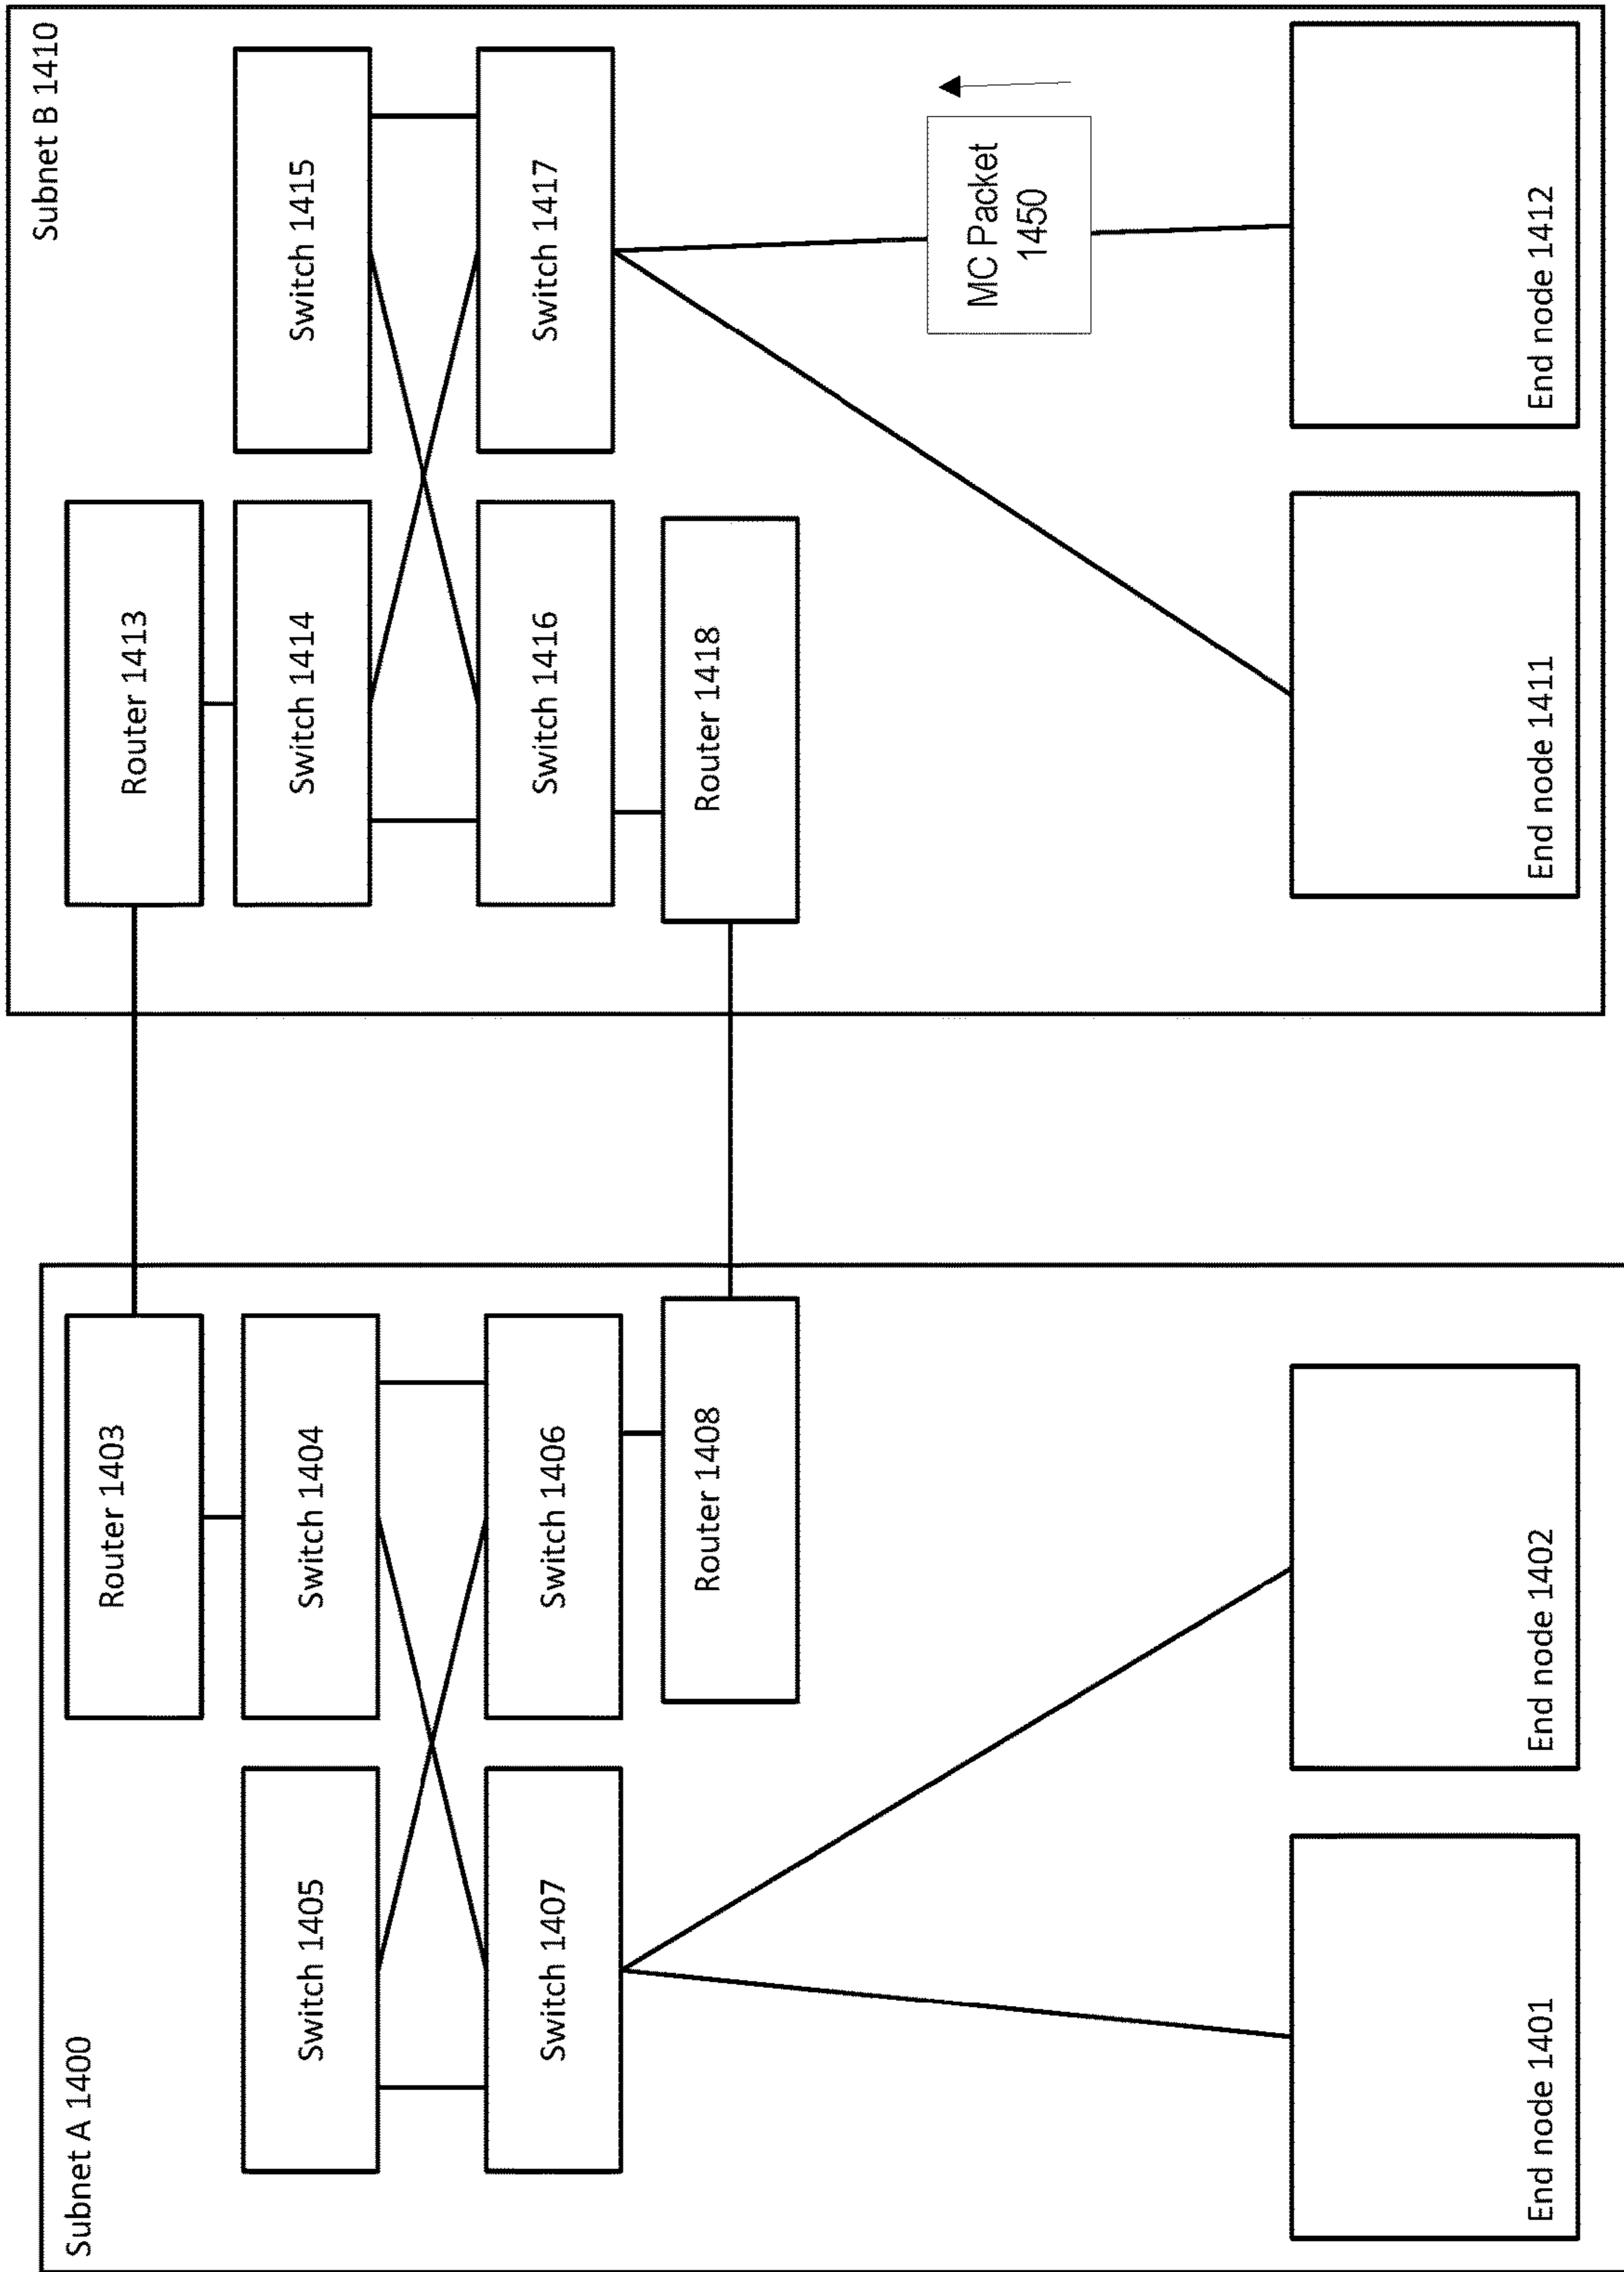 Subnet A 1400
Router 1403
Switch 1405
Switch 1404
Switch 1407
Switch 1406
Router 1408
End node 1401
End node 1402
Subnet B 1410
Router 1413
Switch 1414
Switch 1415
Switch 1416
Switch 1417
Router 1418
MC Packet
1450
End node 1411
End node 1412